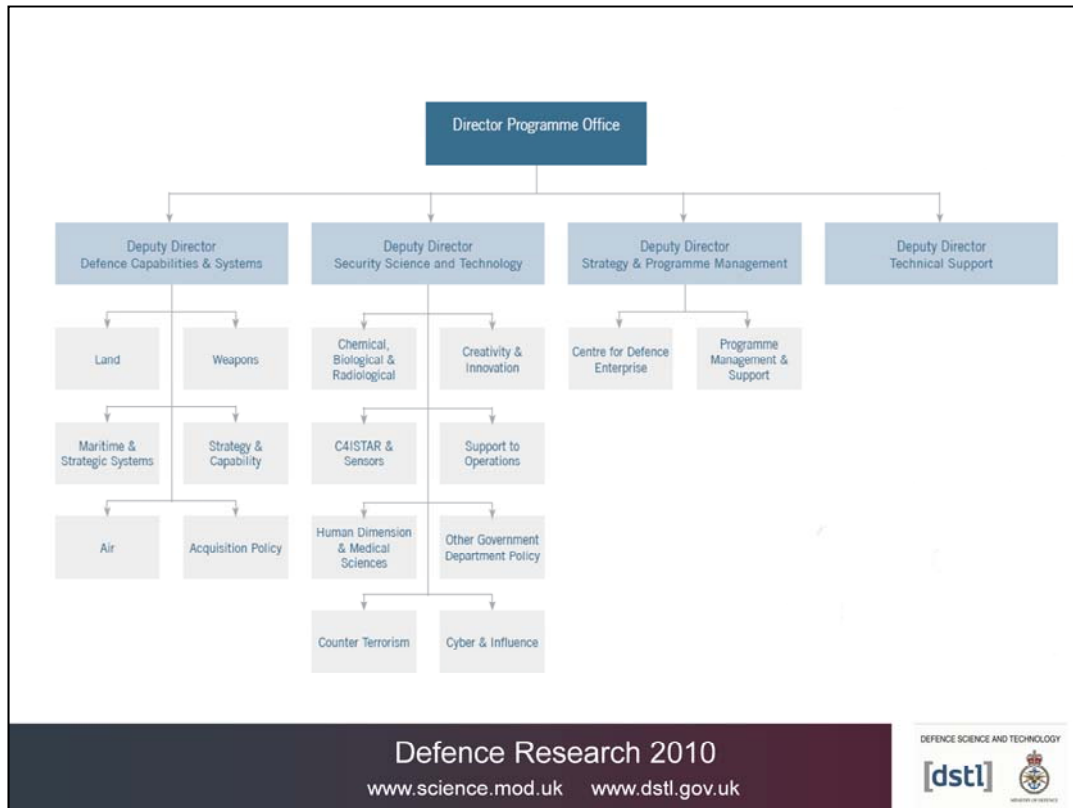 Director Programme Office
Deputy Director
Defence Capabilities & Systems
Deputy Director
Security Science and Technology
Deputy Director
Strategy & Programme Management
Deputy Director
Technical Support
Land
Weapons
Chemical,
Biological &
Radiological
Creativity &
Innovation
Centre for Defence
Enterprise
Programme
Management &
Support
Maritime &
Strategic Systems
Strategy &
Capability
C4ISTAR &
Sensors
Support to
Operations
Air
Acquisition Policy
Human Dimension
& Medical
Sciences
Other Government
Department Policy
Counter Terrorism
Cyber & Influence
Defence Research 2010
www.science.mod.uk www.dstl.gov.uk
DEFENCE SCIENCE AND TECHNOLOGY
[dstl]
MINISTRY OF DEFENCE